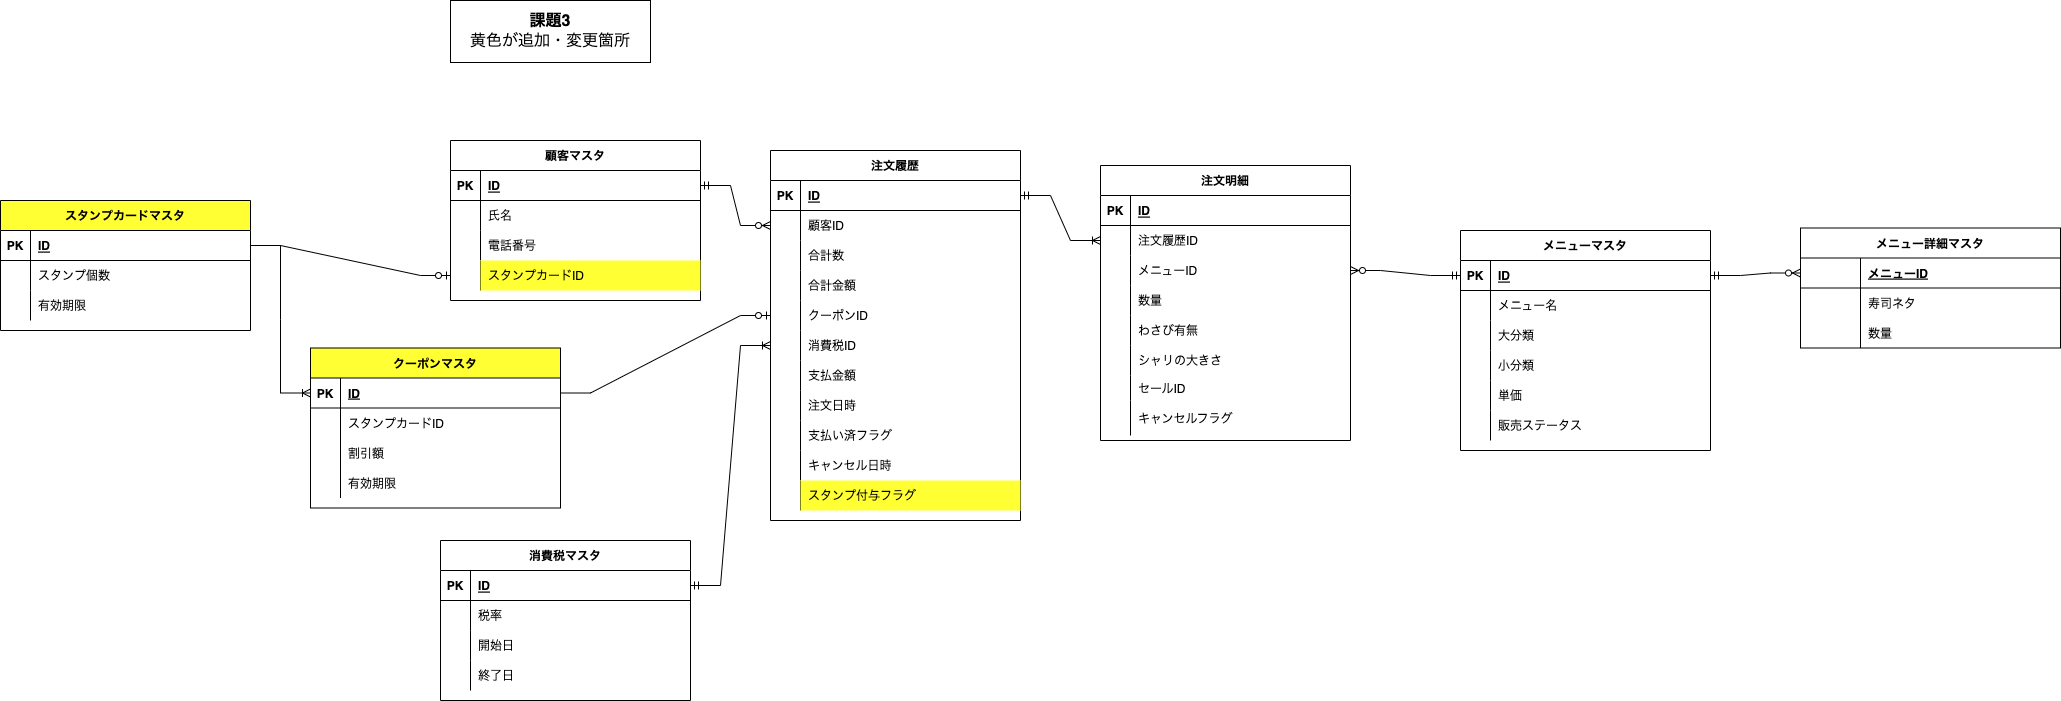 課題3
黄色が追加・変更箇所
スタンプカードマスタ
PK ID
スタンプ個数
有効期限
顧客マスタ
PK ID
氏名
電話番号
スタンプカードID
クーポンマスタ
PK ID
スタンプカードID
割引額
有効期限
消費税マスタ
PK ID
税率
開始日
終了日
注文履歴
PK ID
顧客ID
合計数
合計金額
クーポンID
消費税ID
支払金額
注文日時
支払い済フラグ
キャンセル日時
スタンプ付与フラグ
注文明細
PK ID
注文履歴ID
メニューID
数量
わさび有無
シャリの大きさ
セールID
キャンセルフラグ
メニューマスタ
PK ID
メニュー名
大分類
小分類
単価
販売ステータス
メニュー詳細マスタ
メニューID
寿司ネタ
数量